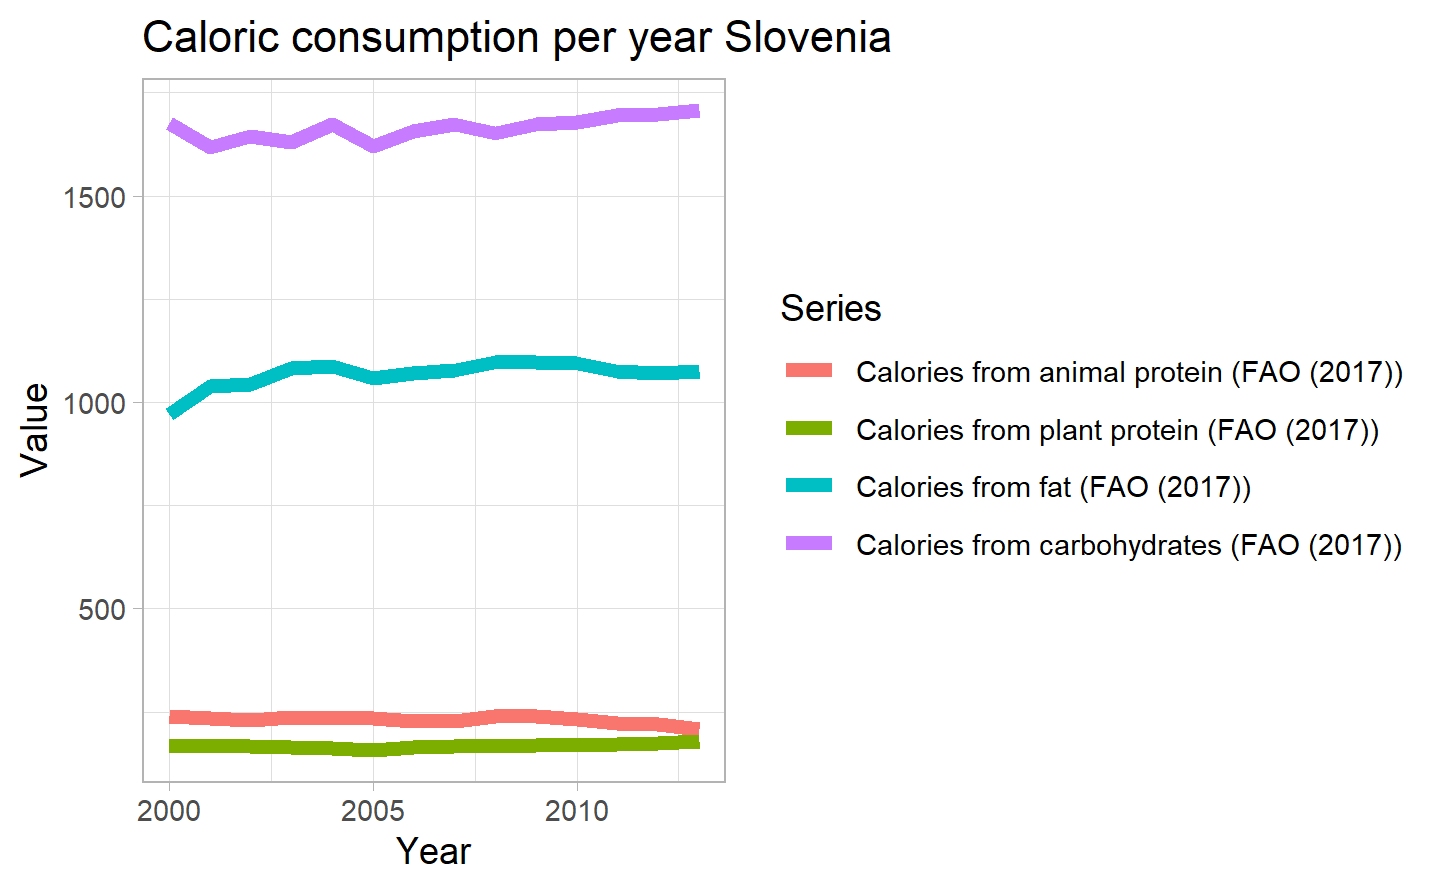 Caloric consumption per year Slovenia
1500
1000
500
Value
2000
2005
2010
Year
Series
Calories from animal protein (FAO (2017))
Calories from plant protein (FAO (2017))
Calories from fat (FAO (2017))
Calories from carbohydrates (FAO (2017))